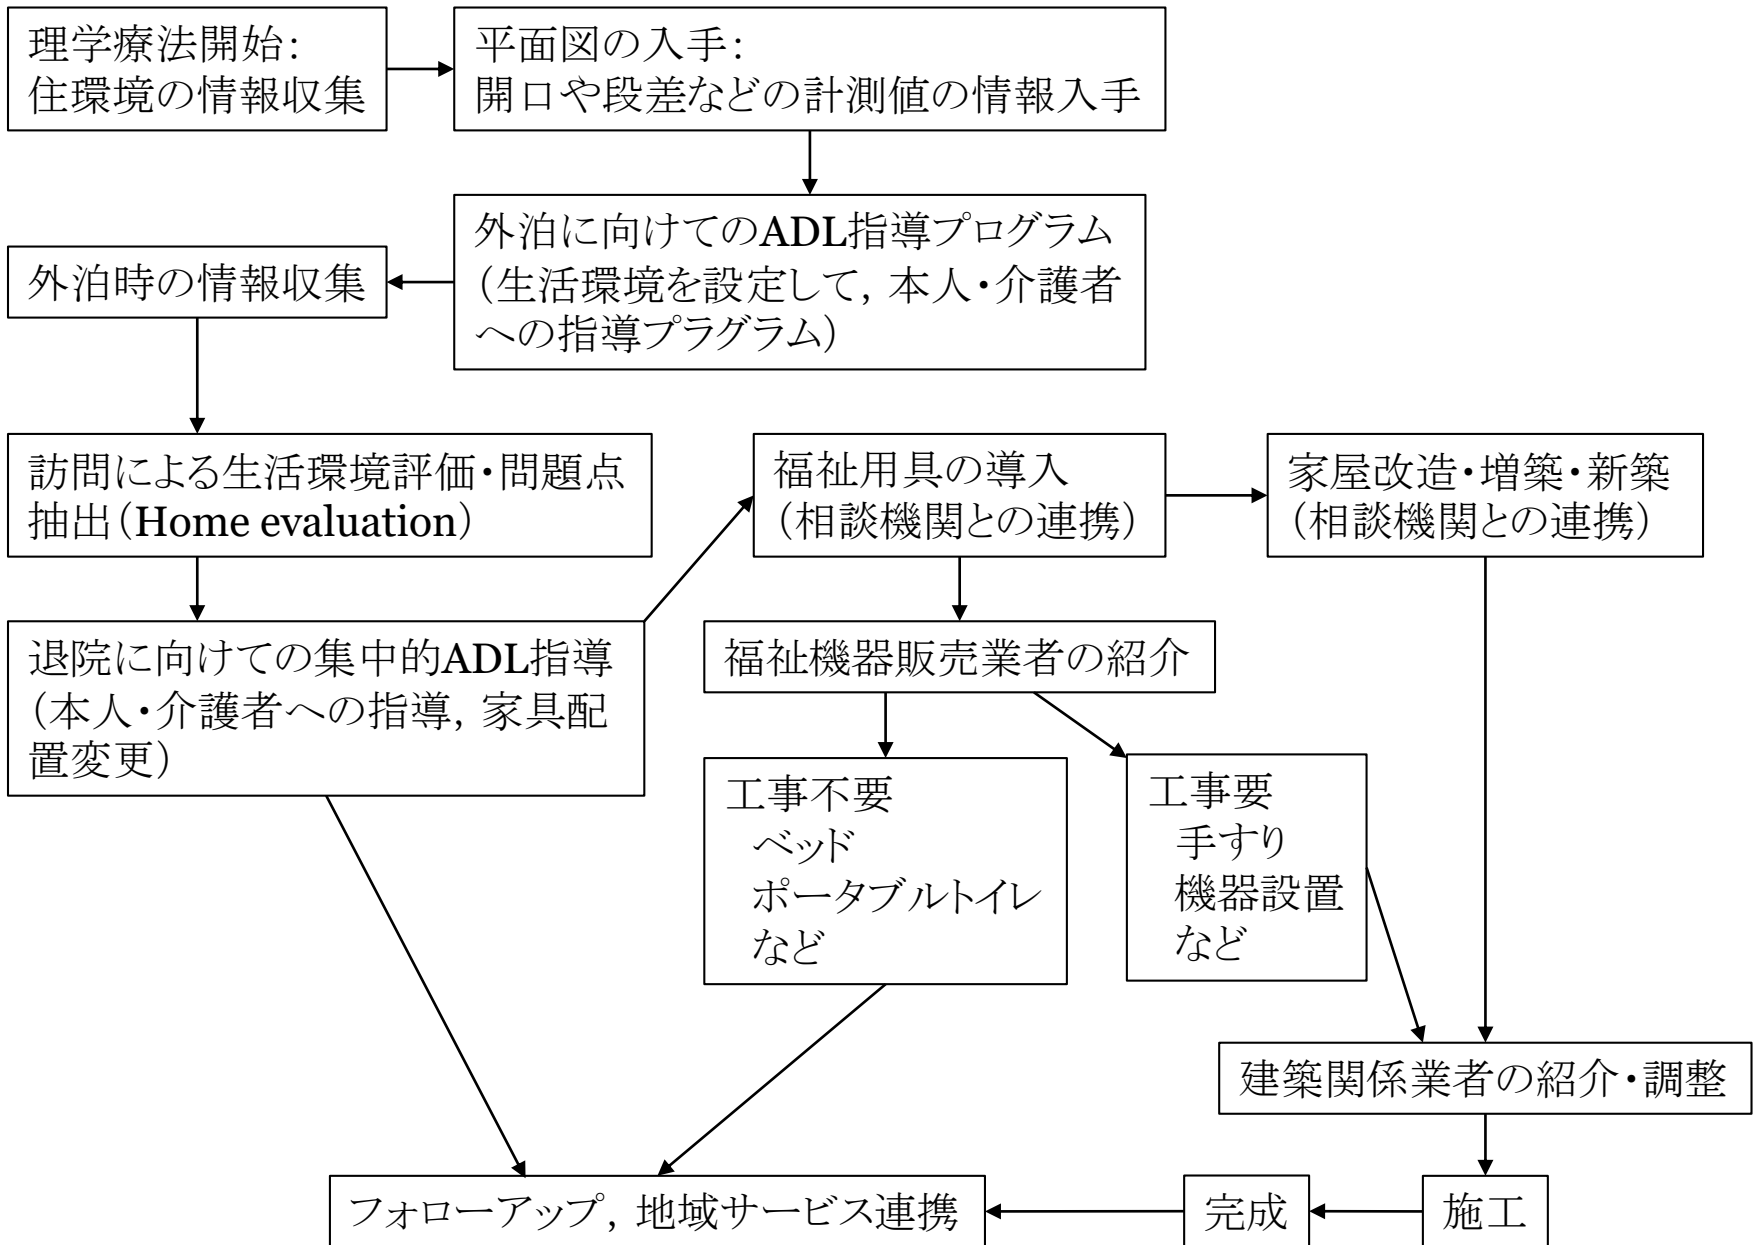 理学療法開始：
住環境の情報収集
平面図の入手：
開口や段差などの計測値の情報入手
外泊に向けてのADL指導プログラム
（生活環境を設定して，本人・介護者
への指導プラグラム）
外泊時の情報収集
訪問による生活環境評価・問題点
抽出（Home evaluation）
福祉用具の導入
（相談機関との連携）
家屋改造・増築・新築
（相談機関との連携）
退院に向けての集中的ADL指導
（本人・介護者への指導，家具配
置変更）
福祉機器販売業者の紹介
工事不要
ベッド
ポータブルトイレ
など
工事要
手すり
機器設置
など
建築関係業者の紹介・調整
フォローアップ，地域サービス連携
完成
施工